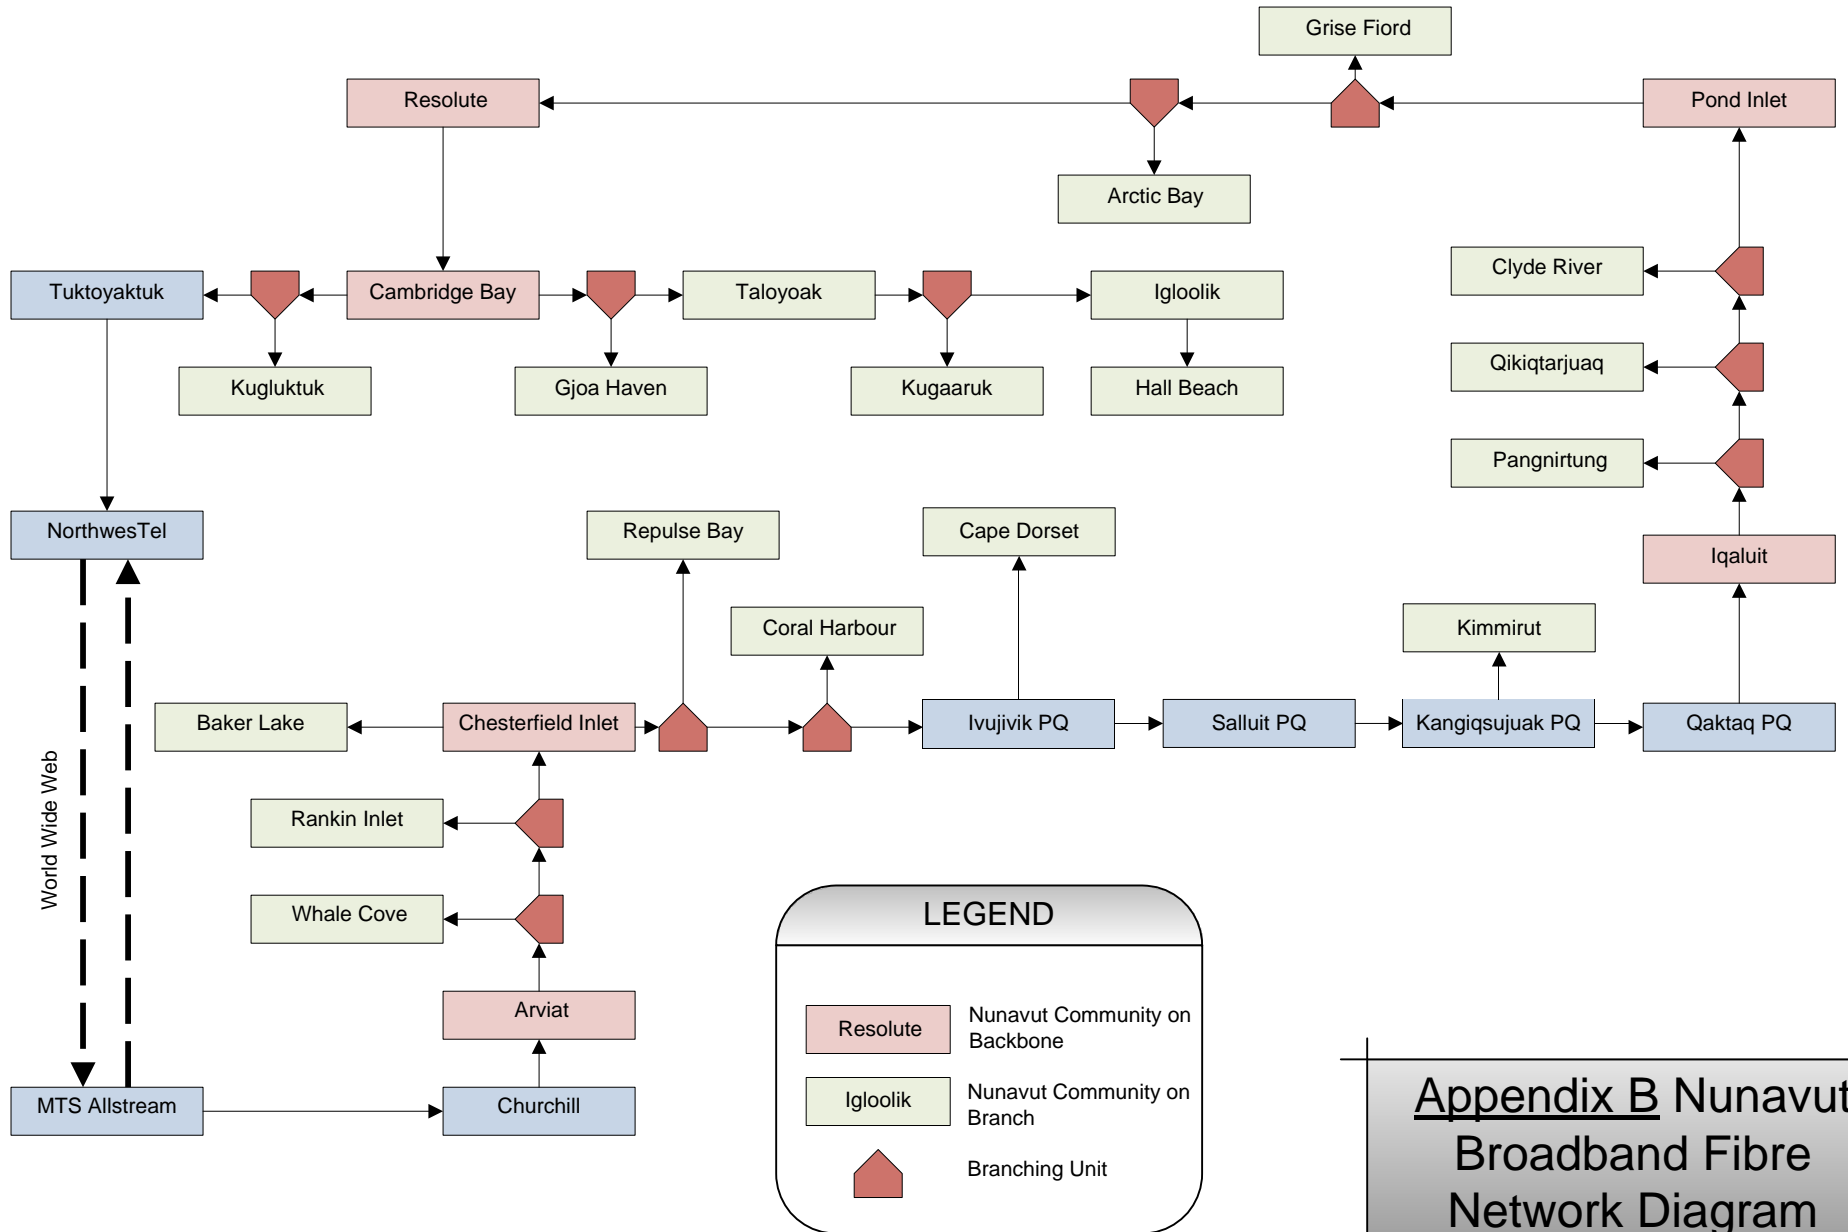 Grise Fiord
Resolute
Pond Inlet
Arctic Bay
Clyde River
Tuktoyaktuk
Cambridge Bay
Taloyoak
Igloolik
Qikiqtarjuaq
Kugluktuk
Gjoa Haven
Kugaaruk
Hall Beach
Pangnirtung
NorthwesTel
Repulse Bay
Cape Dorset
Iqaluit
Coral Harbour
Kimmirut
Baker Lake
Chesterfield Inlet
Ivujivik PQ
Salluit PQ
Kangiqsujuak PQ
Qaktaq PQ
World Wide Web
Rankin Inlet
Whale Cove
Arviat
MTS Allstream
Churchill
LEGEND
Resolute
Nunavut Community on
Backbone
Igloolik
Nunavut Community on
Branch
Branching Unit
Appendix B Nunavut
Broadband Fibre
Network Diagram